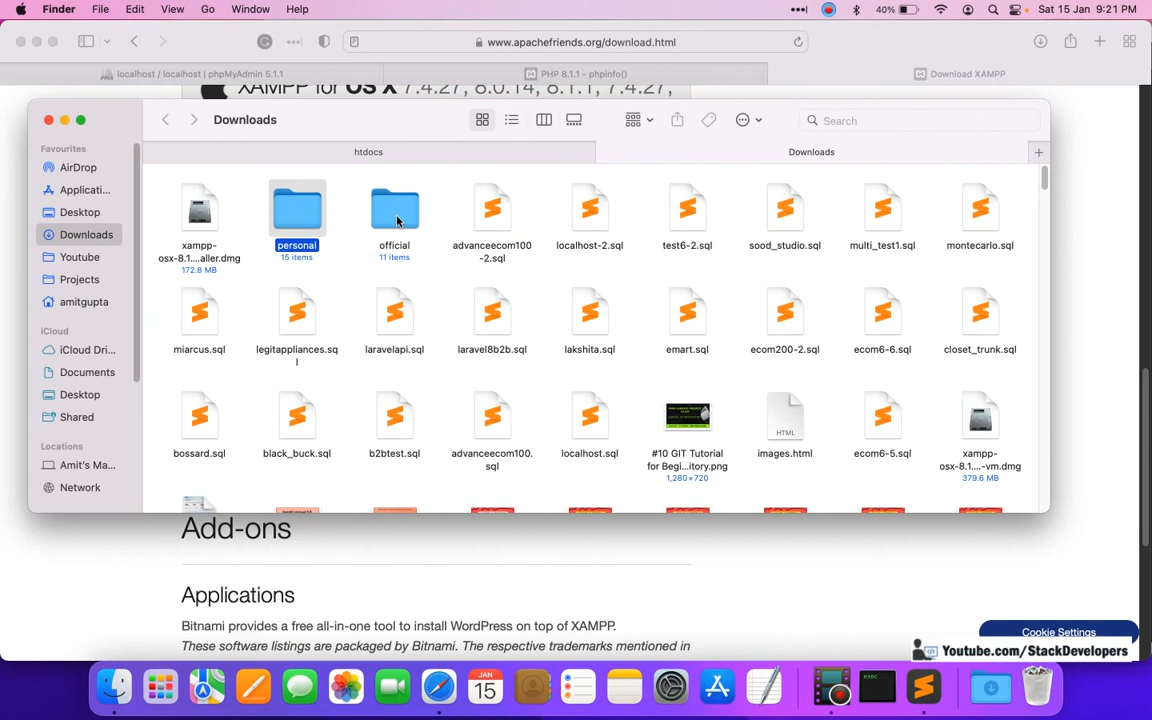 Finder File Edit View Go Window Help 40% Sat 15 Jan 9:21 PM
www.apachefriends.org/download.html
localhost / localhost | phpMyAdmin 5.1.1 PHP 8.1.1 - phpinfo() Download XAMPP
XAMPP for OS X 7.4.27, 8.0.14, 8.1.1, 7.4.27,
Downloads Search
htdocs Downloads
Favourites
AirDrop
Applicati...
Desktop
Downloads
Youtube
Projects
amitgupta
iCloud
iCloud Dri...
Documents
Desktop
Shared
Locations
Amit's Ma...
Network
xampp-
osx-8.1....aller.dmg
172.8 MB
personal
15 items
official
11 items
advanceecom100
-2.sql
localhost-2.sql
test6-2.sql
sood_studio.sql
multi_test1.sql
montecarlo.sql
miarcus.sql
legitappliances.sq
l
laravelapi.sql
laravel8b2b.sql
lakshita.sql
emart.sql
ecom200-2.sql
ecom6-6.sql
closet_trunk.sql
bossard.sql
black_buck.sql
b2btest.sql
advanceecom100.
sql
localhost.sql
#10 GIT Tutorial
for Begi...itory.png
1,280×720
HTML
images.html
ecom6-5.sql
xampp-
osx-8.1....-vm.dmg
379.6 MB
Add-ons
Applications
Bitnami provides a free all-in-one tool to install WordPress on top of XAMPP.
These software listings are packaged by Bitnami. The respective trademarks mentioned in
Cookie Settings
Youtube.com/StackDevelopers
JAN
15
exec